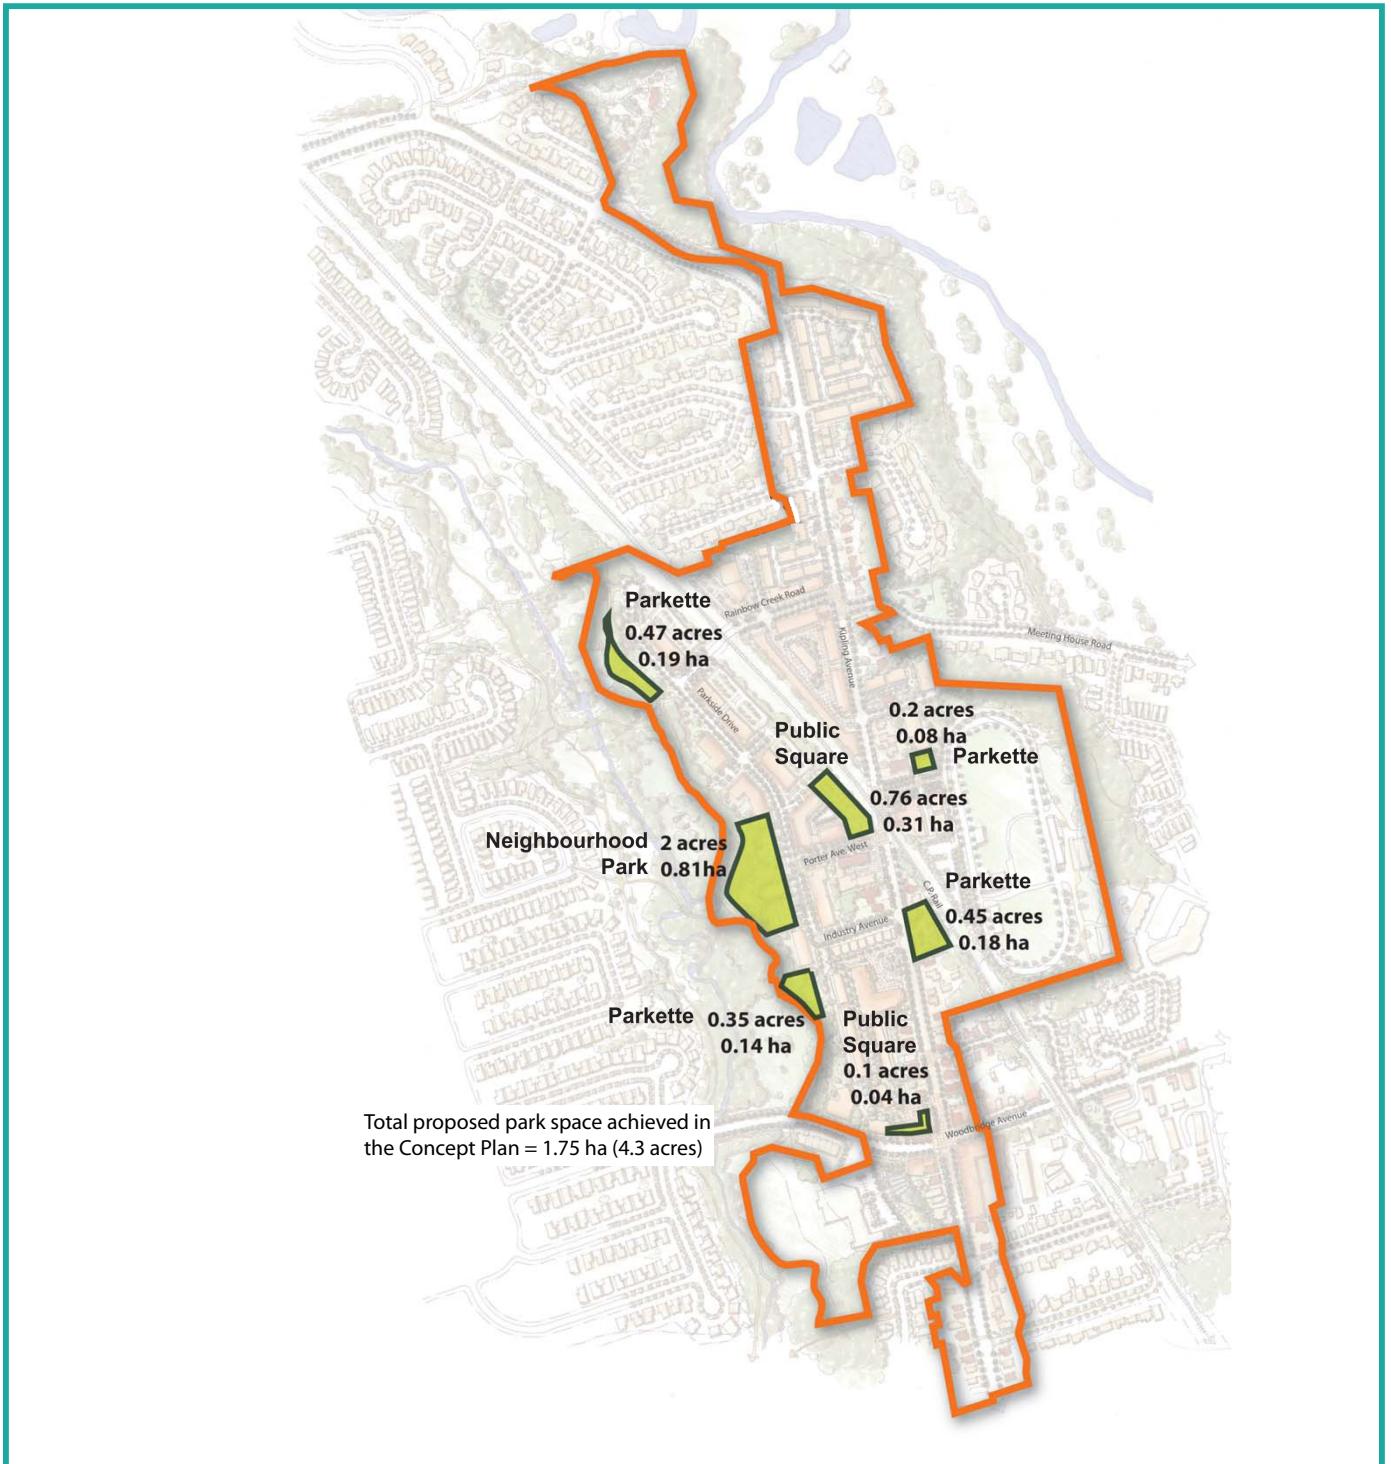 Parkette
0.47 acres
0.19 ha
Rainbow Creek Road
Kipling Avenue
Meeting House Road
Parkside Drive
0.2 acres
0.08 ha
Parkette
Public
Square
0.76 acres
0.31 ha
Neighbourhood
Park
2 acres
0.81ha
Porter Ave. West
C.P. Rail
Parkette
0.45 acres
0.18 ha
Industry Avenue
Parkette
0.35 acres
0.14 ha
Public
Square
0.1 acres
0.04 ha
Woodbridge Avenue
Total proposed park space achieved in
the Concept Plan = 1.75 ha (4.3 acres)